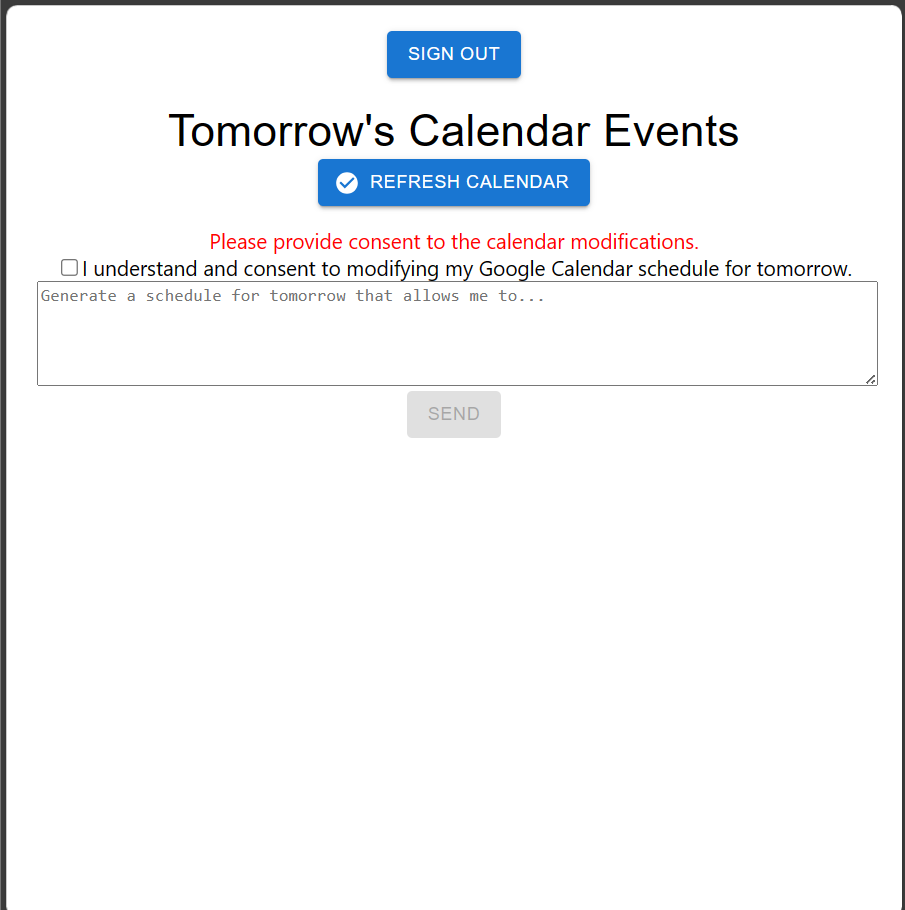 SIGN OUT
Tomorrow's Calendar Events
REFRESH CALENDAR
Please provide consent to the calendar modifications.
I understand and consent to modifying my Google Calendar schedule for tomorrow.
Generate a schedule for tomorrow that allows me to...
SEND